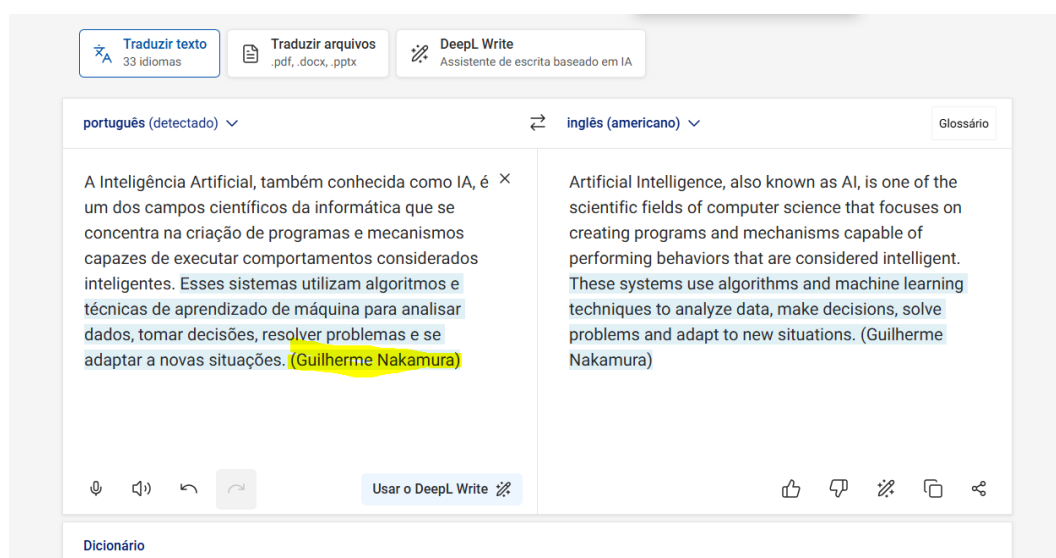 Traduzir texto
33 idiomas
Traduzir arquivos
.pdf, .docx, .pptx
DeepL Write
Assistente de escrita baseado em IA
português (detectado)
inglês (americano)
Glossário
A Inteligência Artificial, também conhecida como IA, é
um dos campos científicos da informática que se
concentra na criação de programas e mecanismos
capazes de executar comportamentos considerados
inteligentes. Esses sistemas utilizam algoritmos e
técnicas de aprendizado de máquina para analisar
dados, tomar decisões, resolver problemas e se
adaptar a novas situações. (Guilherme Nakamura)
Artificial Intelligence, also known as AI, is one of the
scientific fields of computer science that focuses on
creating programs and mechanisms capable of
performing behaviors that are considered intelligent.
These systems use algorithms and machine learning
techniques to analyze data, make decisions, solve
problems and adapt to new situations. (Guilherme
Nakamura)
Usar o DeepL Write
Dicionário